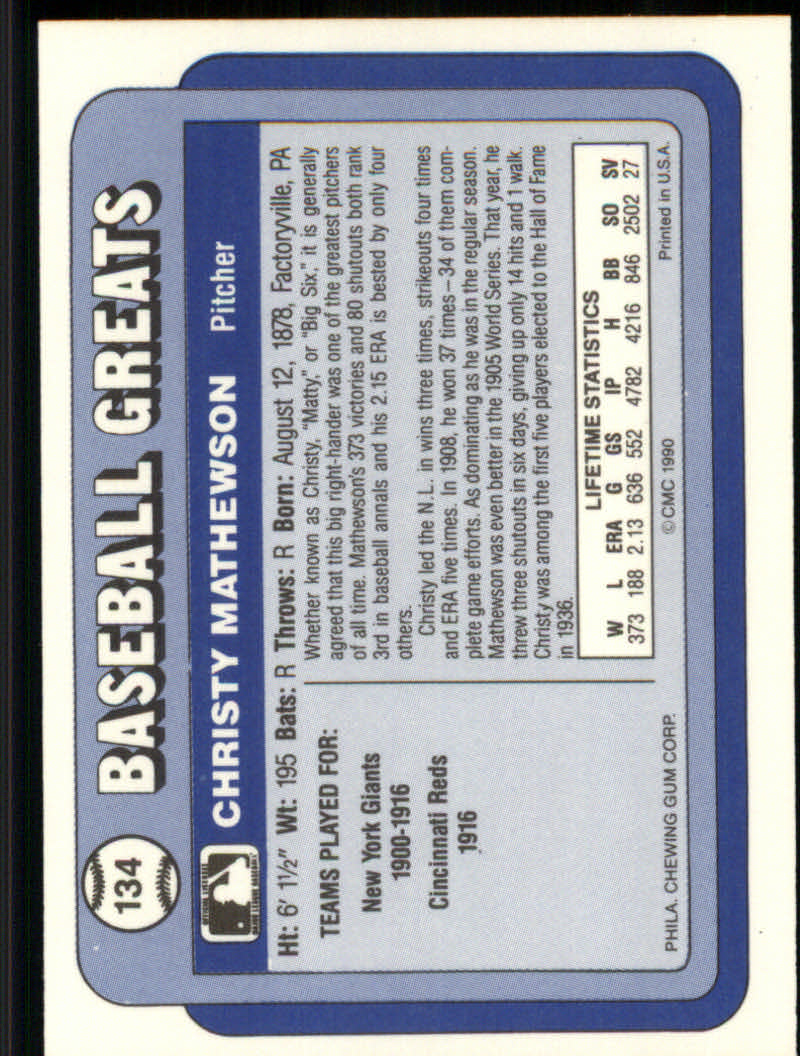 134
BASEBALL GREATS
CHRISTY MATHEWSON Pitcher
Ht: 6' 1½" Wt: 195 Bats: R Throws: R Born: August 12, 1878, Factoryville, PA
TEAMS PLAYED FOR:
New York Giants
1900-1916
Cincinnati Reds
1916
Whether known as Christy, "Matty," or "Big Six," it is generally
agreed that this big right-hander was one of the greatest pitchers
of all time. Mathewson's 373 victories and 80 shutouts both rank
3rd in baseball annals and his 2.15 ERA is bested by only four
others.
Christy led the N.L. in wins three times, strikeouts four times
and ERA five times. In 1908, he won 37 times–34 of them com-
plete game efforts. As dominating as he was in the regular season.
Mathewson was even better in the 1905 World Series. That year, he
threw three shutouts in six days, giving up only 14 hits and 1 walk.
Christy was among the first five players elected to the Hall of Fame
in 1936.
LIFETIME STATISTICS
W L ERA G GS IP H BB SO SV
373 188 2.13 636 552 4782 4216 846 2502 27
PHILA. CHEWING GUM CORP. © CMC 1990 Printed in U.S.A.